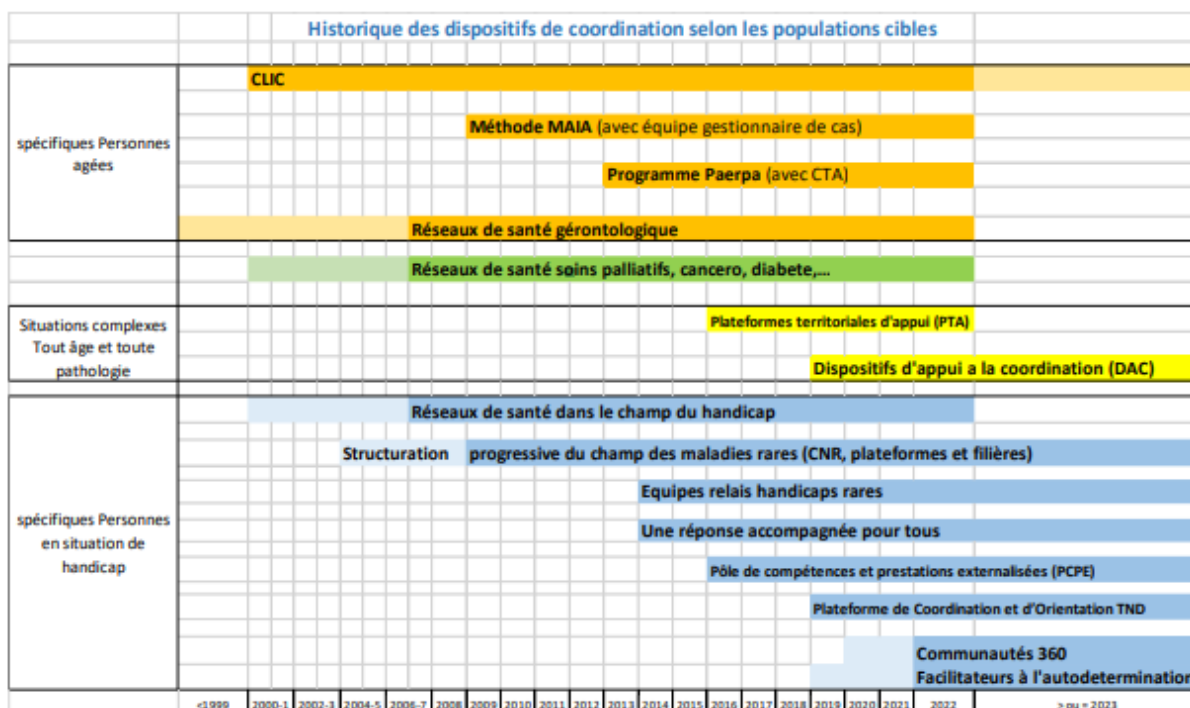 Historique des dispositifs de coordination selon les populations cibles
CLIC
Méthode MAIA (avec équipe gestionnaire de cas)
spécifiques Personnes
agées
Programme Paerpa (avec CTA)
Réseaux de santé gérontologique
Réseaux de santé soins palliatifs, cancero, diabete,...
Situations complexes
Tout âge et toute
pathologie
Plateformes territoriales d'appui (PTA)
Dispositifs d'appui a la coordination (DAC)
Réseaux de santé dans le champ du handicap
Structuration progressive du champ des maladies rares (CNR, plateformes et filières)
Equipes relais handicaps rares
spécifiques Personnes
en situation de
handicap
Une réponse accompagnée pour tous
Pôle de compétences et prestations externalisées (PCPE)
Plateforme de Coordination et d'Orientation TND
Communautés 360
Facilitateurs à l'autodetermination
<1999 2000-1 2002-3 2004-5 2006-7 2008 2009 2010 2011 2012 2013 2014 2015 2016 2017 2018 2019 2020 2021 2022 > ou = 2023